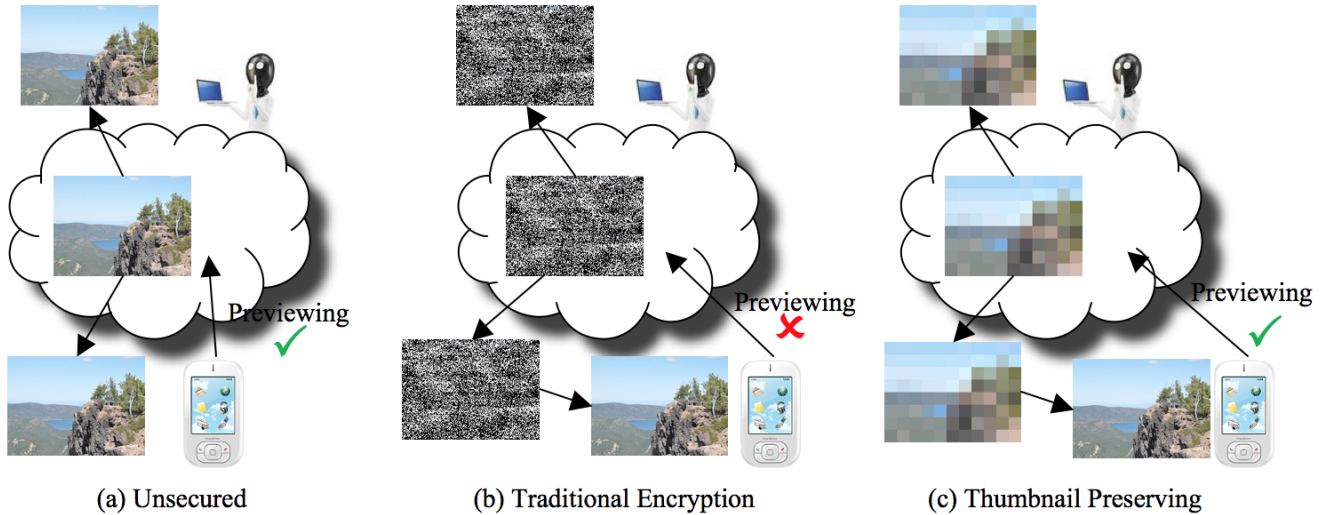 Previewing
Previewing
Previewing
(a) Unsecured
(b) Traditional Encryption
(c) Thumbnail Preserving